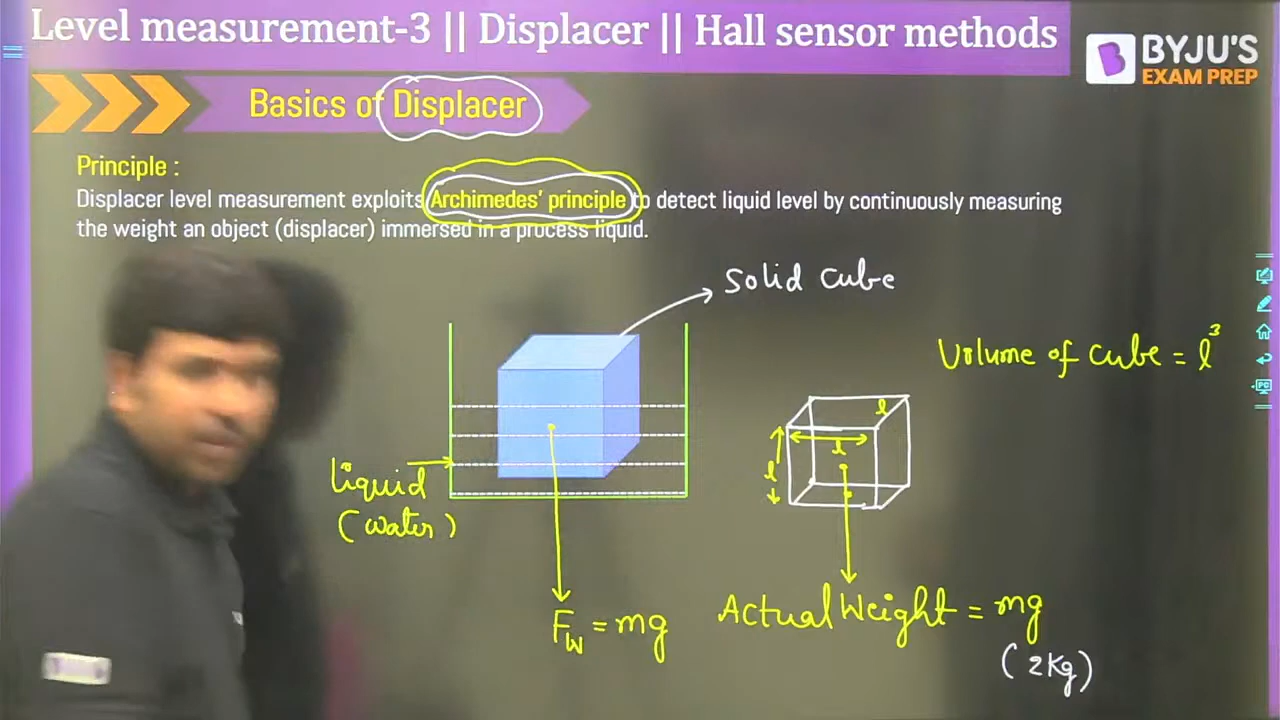 Level measurement-3 || Displacer || Hall sensor methods
BYJU'S
EXAM PREP
Basics of Displacer
Principle :
Displacer level measurement exploits Archimedes' principle to detect liquid level by continuously measuring
the weight an object (displacer) immersed in a process liquid.
Solid Cube
Volume of Cube = l³
l
l
l
Liquid
(water)
F_W = mg
Actual Weight = mg
(2Kg)
PC